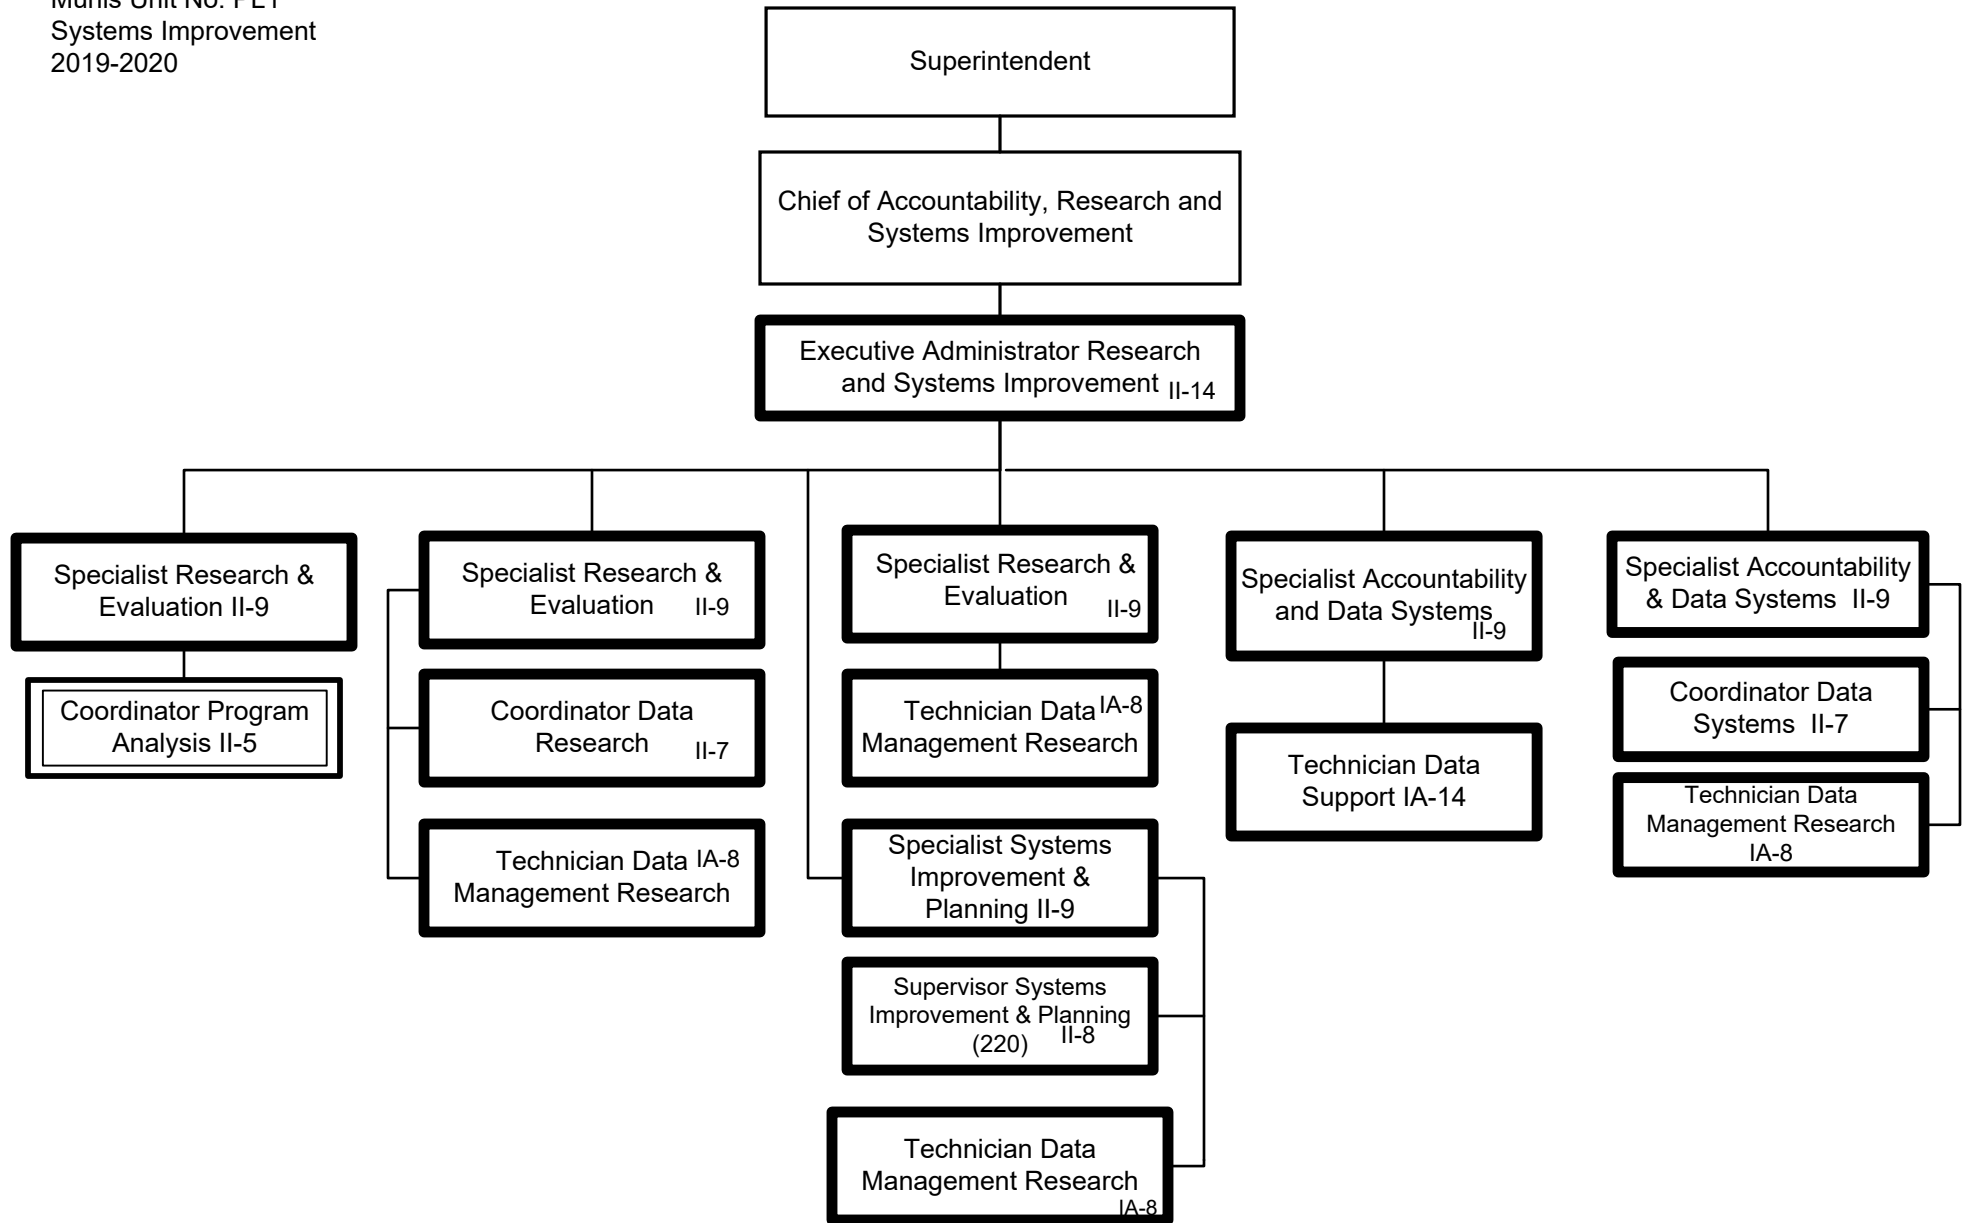 Systems Improvement
2019-2020
Superintendent
Chief of Accountability, Research and
Systems Improvement
Executive Administrator Research
and Systems Improvement II-14
Specialist Research &
Evaluation II-9
Specialist Research &
Evaluation II-9
Specialist Research &
Evaluation II-9
Specialist Accountability
and Data Systems II-9
Specialist Accountability
& Data Systems II-9
Coordinator Program
Analysis II-5
Coordinator Data
Research II-7
Technician Data IA-8
Management Research
Technician Data IA-8
Management Research
Technician Data
Support IA-14
Coordinator Data
Systems II-7
Technician Data
Management Research
IA-8
Specialist Systems
Improvement &
Planning II-9
Supervisor Systems
Improvement & Planning
(220) II-8
Technician Data
Management Research
IA-8